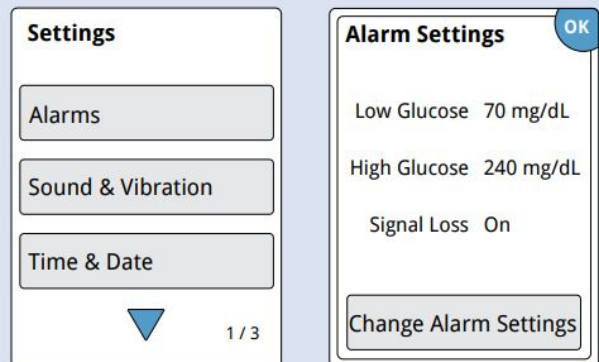 Settings
Alarms
Sound & Vibration
Time & Date
1 / 3
Alarm Settings
OK
Low Glucose 70 mg/dL
High Glucose 240 mg/dL
Signal Loss On
Change Alarm Settings